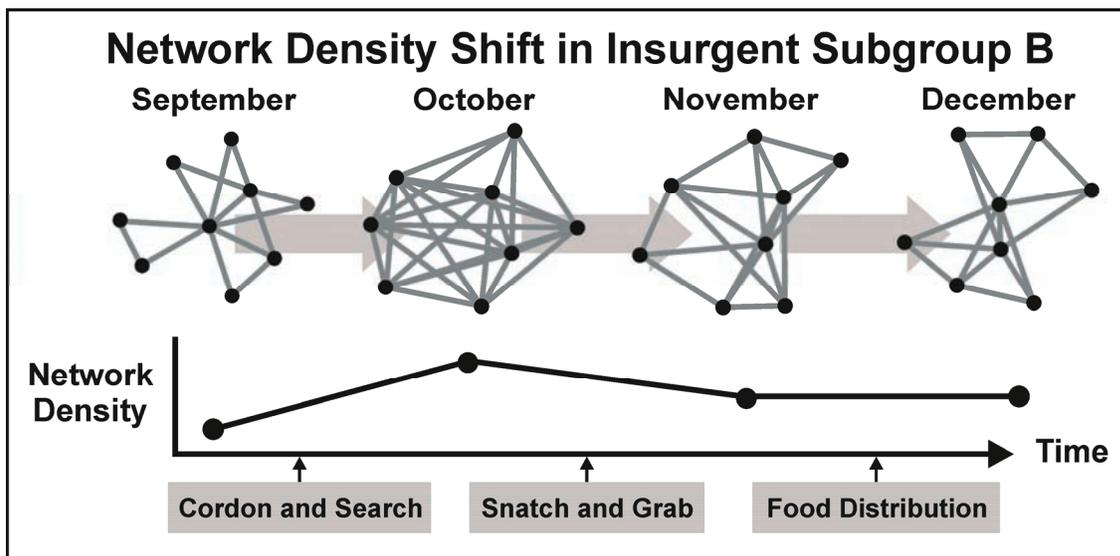 Network Density Shift in Insurgent Subgroup B
September October November December
Network
Density
Time
Cordon and Search Snatch and Grab Food Distribution